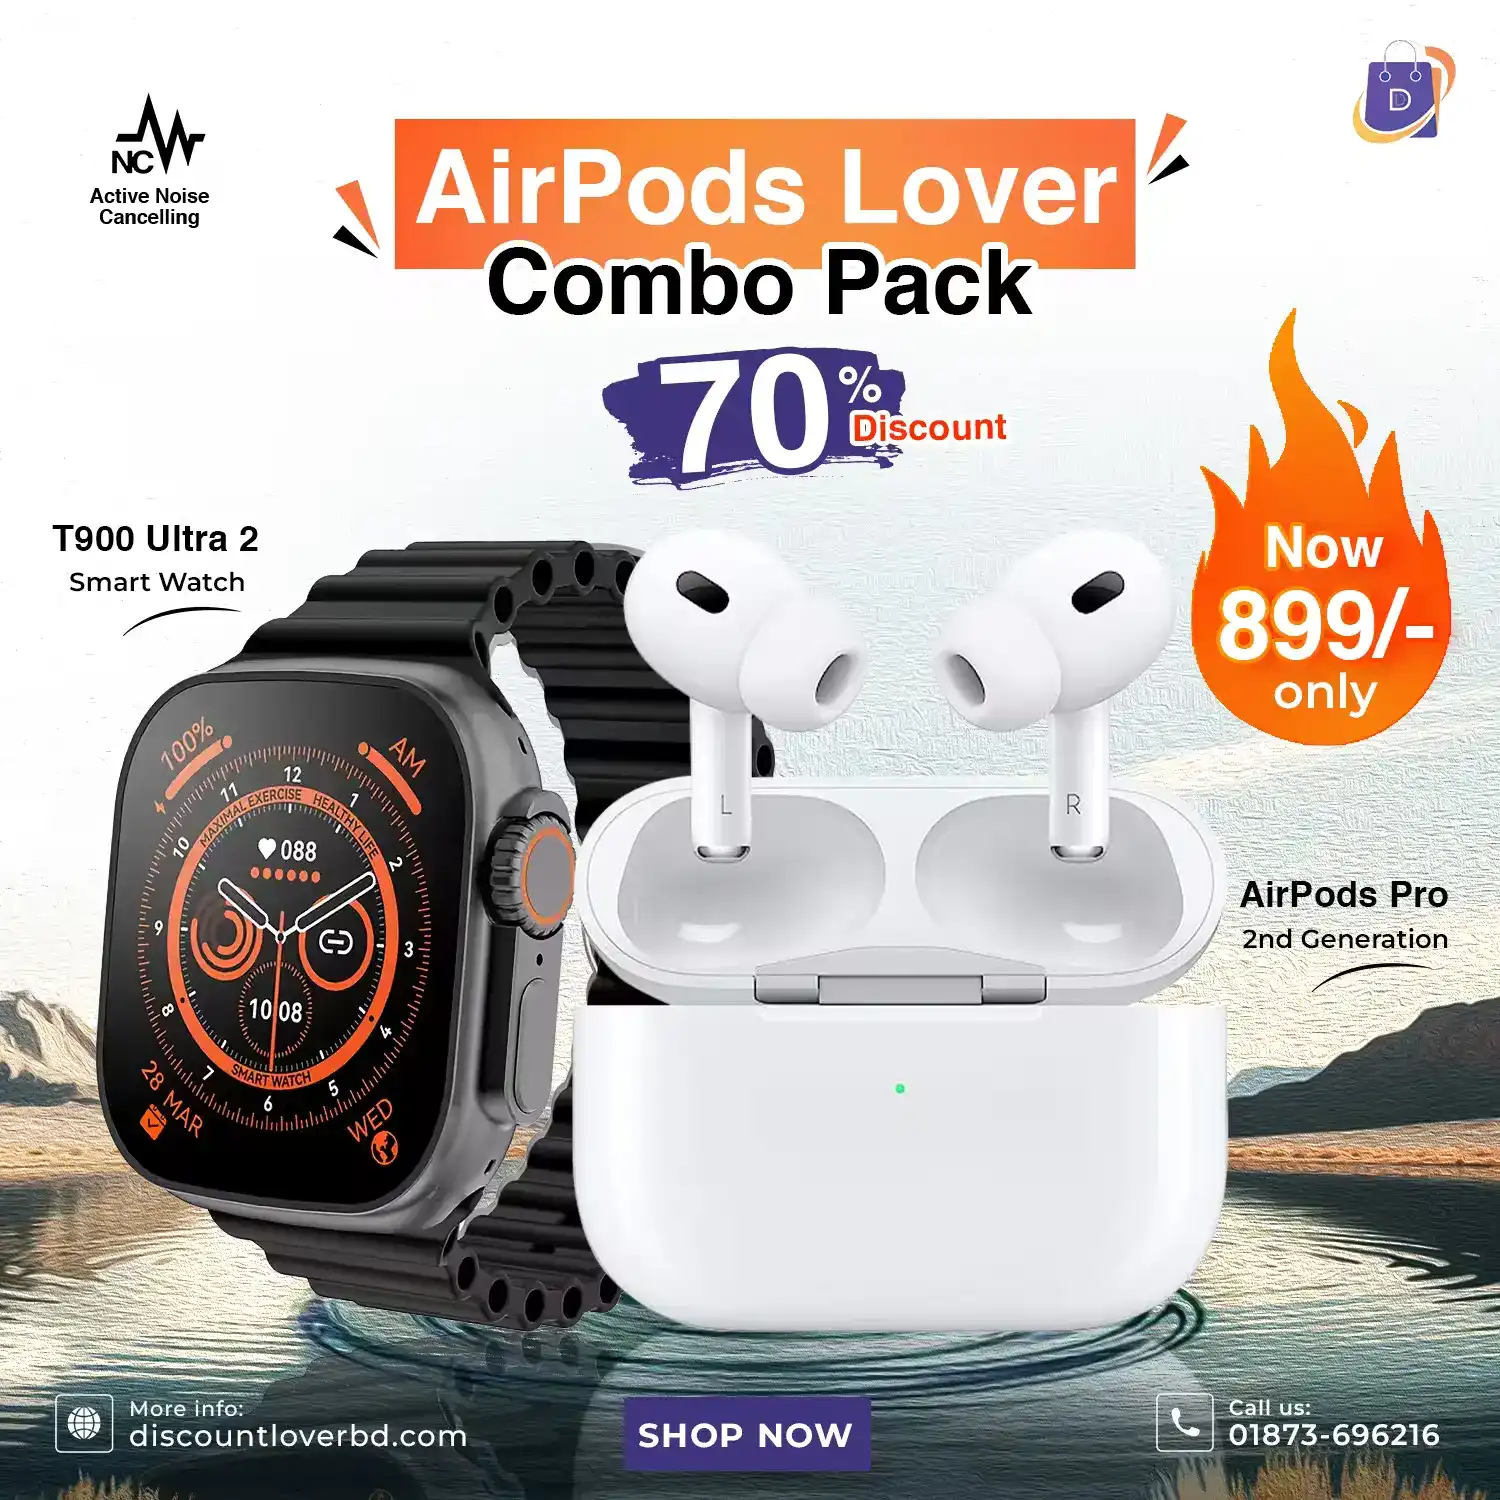 NC
Active Noise
Cancelling
D
AirPods Lover
Combo Pack
70%
Discount
T900 Ultra 2
Smart Watch
Now
899/-
only
100%
AM
12
11
1
MAXIMAL EXERCISE HEALTHY LIFE
10
2
088
9
3
10:08
8
4
7
5
SMART WATCH
6
28 MAR
WED
L
R
AirPods Pro
2nd Generation
More info:
discountloverbd.com
SHOP NOW
Call us:
01873-696216